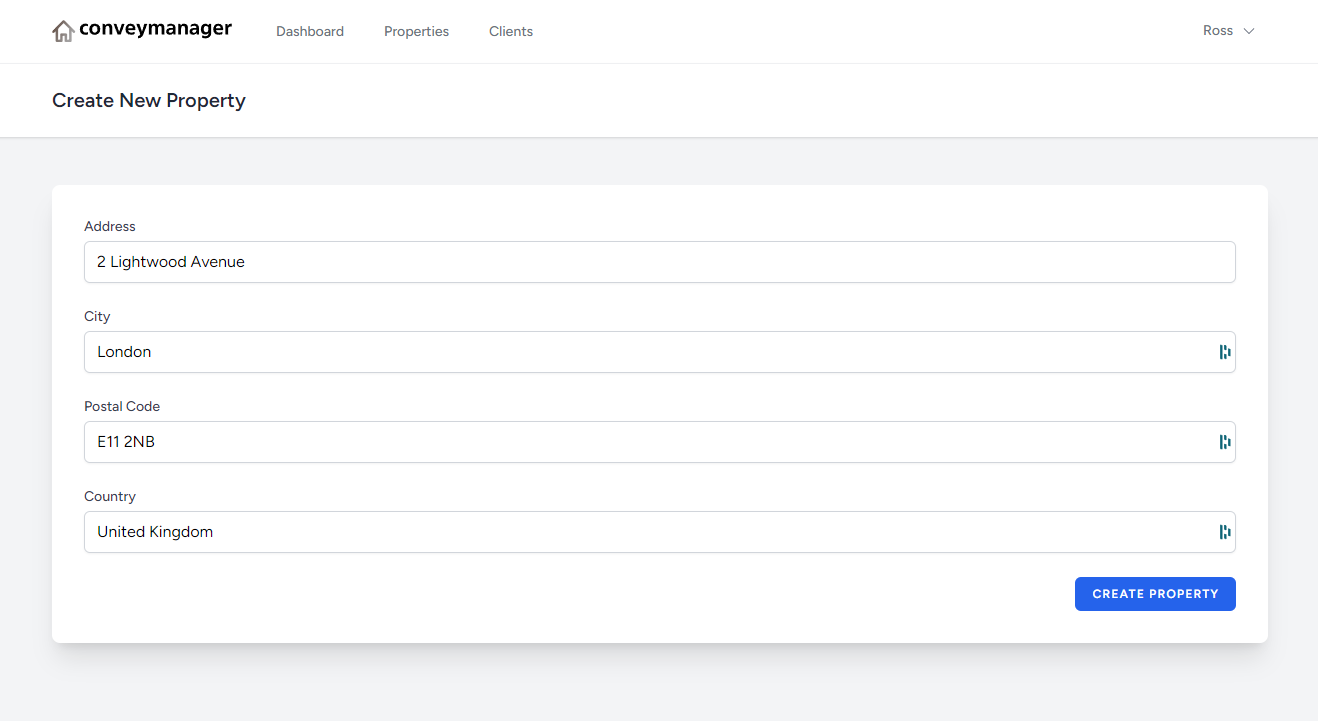 conveymanager Dashboard Properties Clients Ross
Create New Property
Address
2 Lightwood Avenue
City
London
Postal Code
E11 2NB
Country
United Kingdom
CREATE PROPERTY